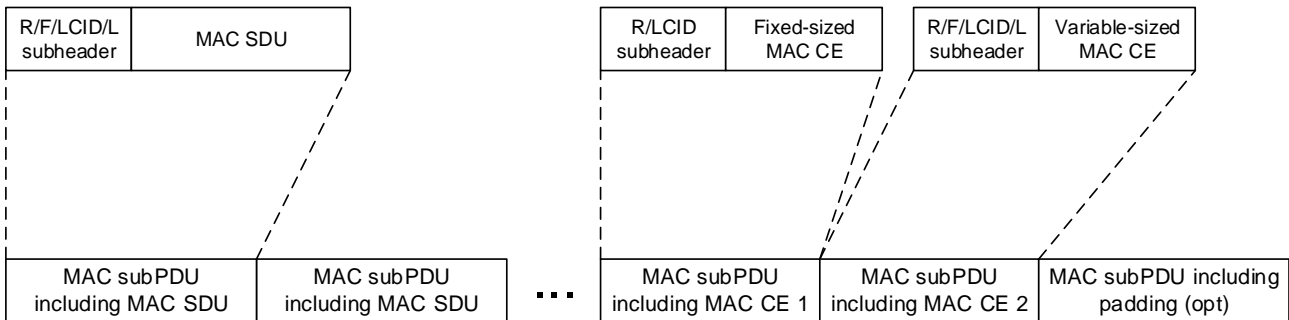 R/F/LCID/L
subheader
MAC SDU
R/LCID
subheader
Fixed-sized
MAC CE
R/F/LCID/L
subheader
Variable-sized
MAC CE
MAC subPDU
including MAC SDU
MAC subPDU
including MAC SDU
...
MAC subPDU
including MAC CE 1
MAC subPDU
including MAC CE 2
MAC subPDU including
padding (opt)